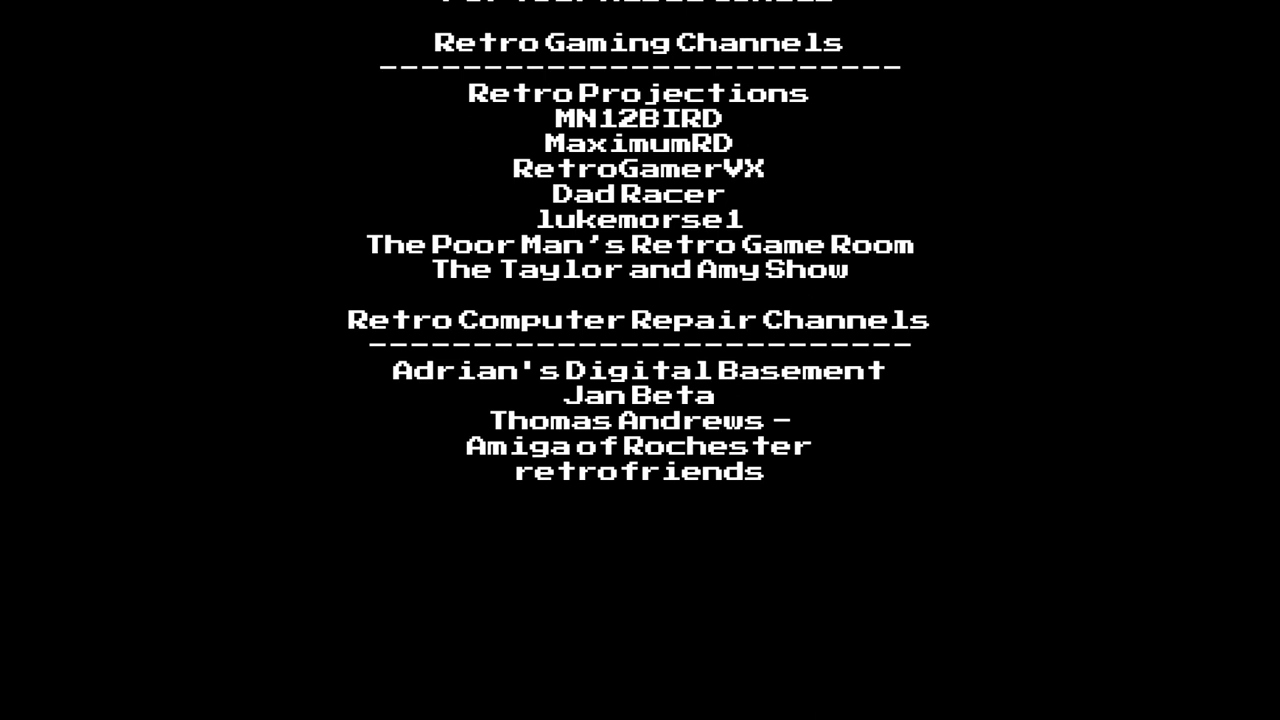 Retro Gaming Channels
-------------------------
Retro Projections
MN12BIRD
MaximumRD
RetroGamerVX
Dad Racer
lukemorse1
The Poor Man's Retro Game Room
The Taylor and Amy Show
Retro Computer Repair Channels
--------------------------
Adrian's Digital Basement
Jan Beta
Thomas Andrews -
Amiga of Rochester
retrofriends